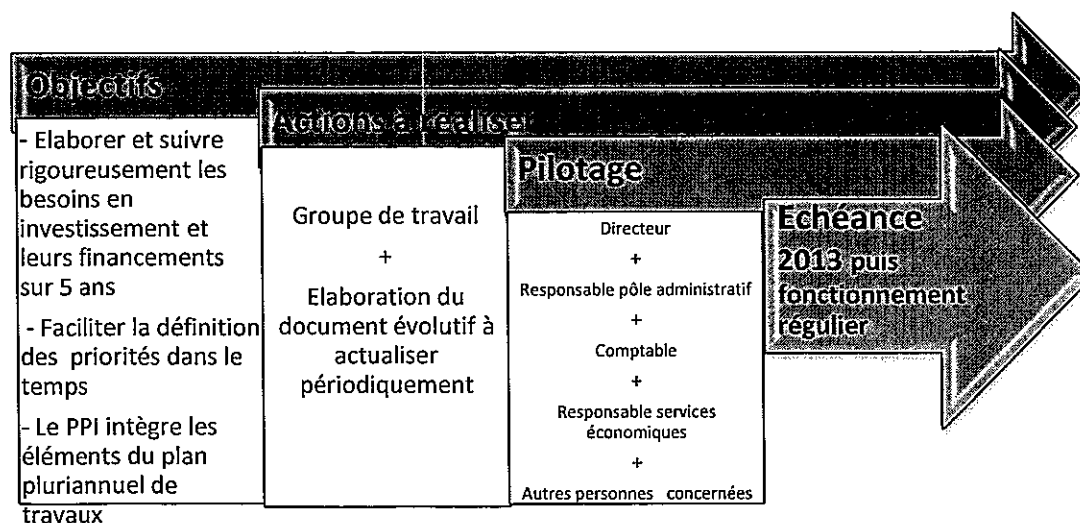 Objectifs
- Elaborer et suivre
rigoureusement les
besoins en
investissement et
leurs financements
sur 5 ans
- Faciliter la définition
des priorités dans le
temps
- Le PPI intègre les
éléments du plan
pluriannuel de
travaux
Actions à réaliser
Groupe de travail
+
Elaboration du
document évolutif à
actualiser
périodiquement
Pilotage
Directeur
+
Responsable pôle administratif
+
Comptable
+
Responsable services
économiques
+
Autres personnes concernées
Echéance
2013 puis
fonctionnement
régulier